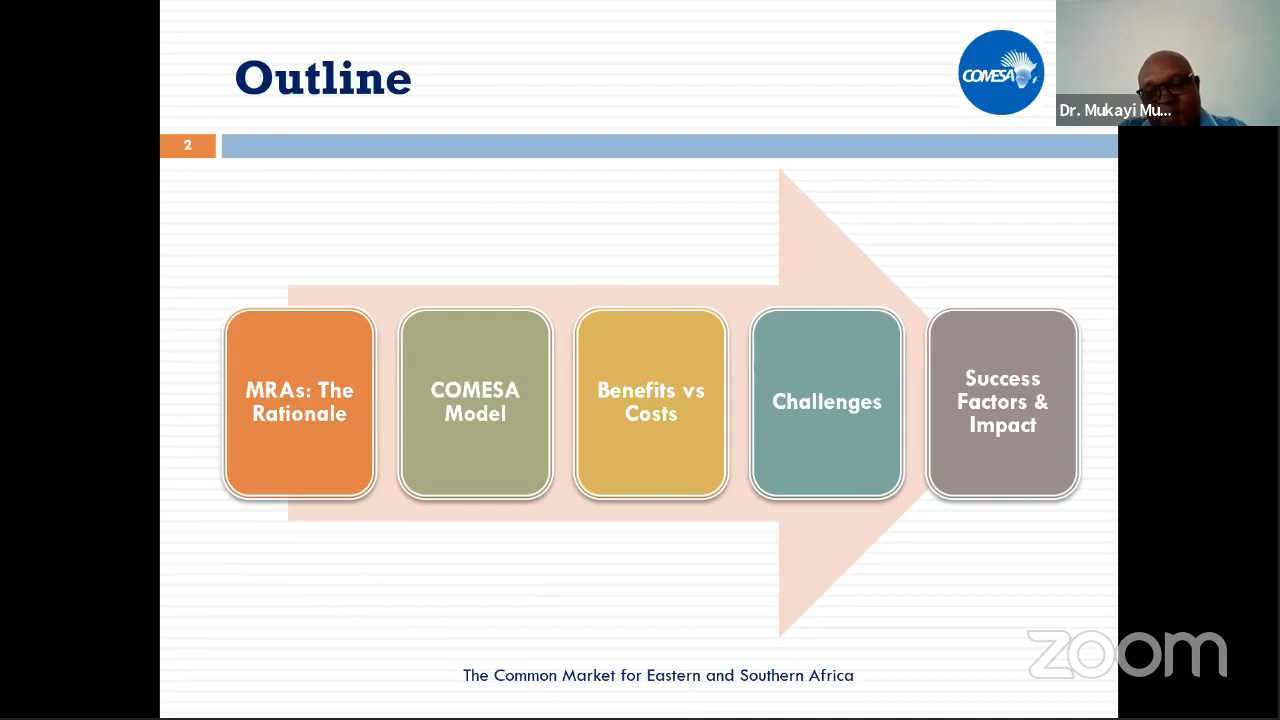 Outline
COMESA
Dr. Mukayi Mu...
2
MRAs: The
Rationale
COMESA
Model
Benefits vs
Costs
Challenges
Success
Factors &
Impact
The Common Market for Eastern and Southern Africa
zoom